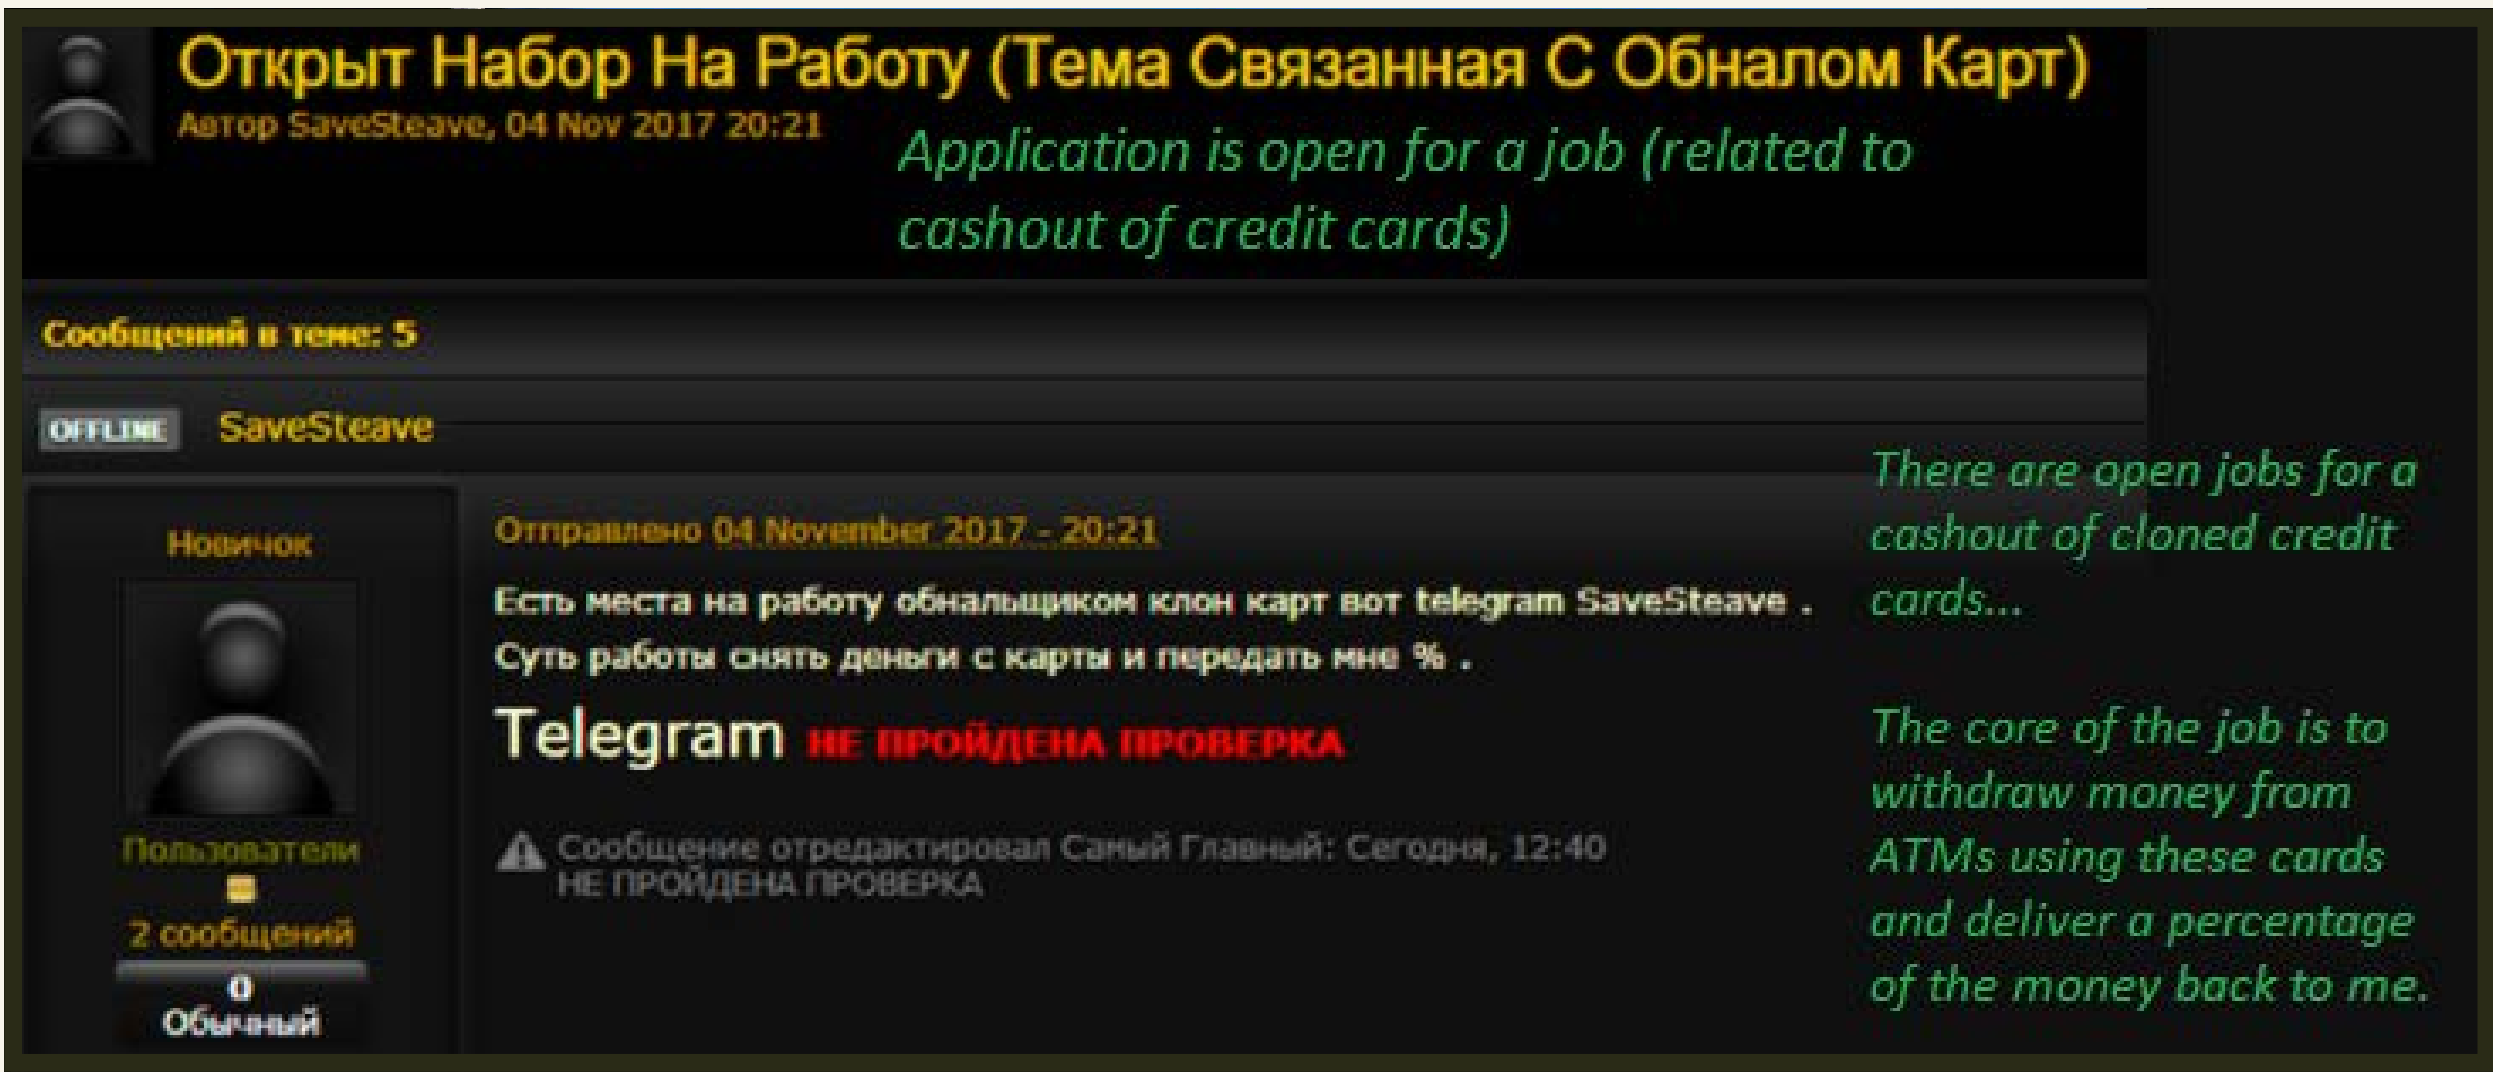 Открыт Набор На Работу (Тема Связанная С Обналом Карт)
Автор SaveSteave, 04 Nov 2017 20:21
Application is open for a job (related to
cashout of credit cards)
Сообщений в теме: 5
OFFLINE SaveSteave
Новичок
Пользователи
2 сообщений
0
Обычный
Отправлено 04 November 2017 - 20:21
Есть места на работу обнальщиком клон карт вот telegram SaveSteave .
Суть работы снять деньги с карты и передать мне % .
Telegram НЕ ПРОЙДЕНА ПРОВЕРКА
Сообщение отредактировал Самый Главный: Сегодня, 12:40
НЕ ПРОЙДЕНА ПРОВЕРКА
There are open jobs for a
cashout of cloned credit
cards...
The core of the job is to
withdraw money from
ATMs using these cards
and deliver a percentage
of the money back to me.